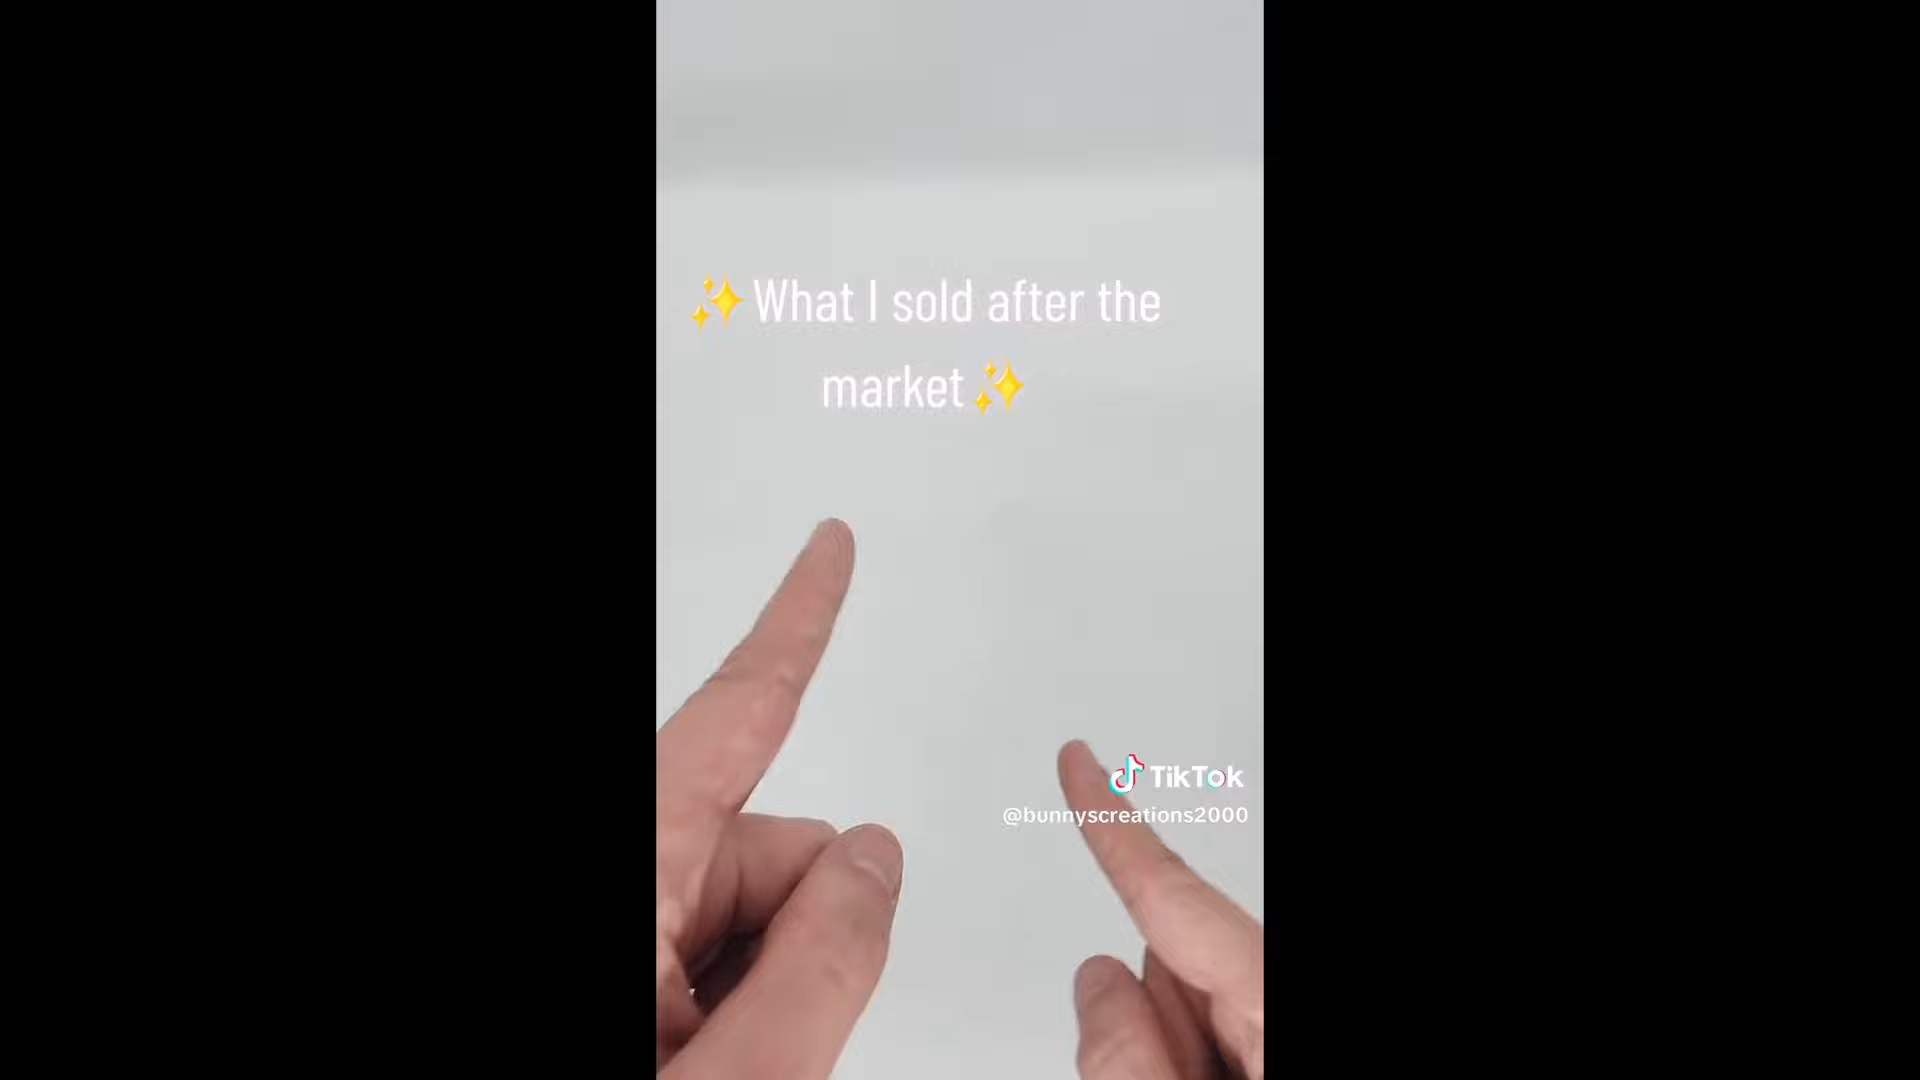 ✨What I sold after the
market✨
TikTok
@bunnyscreations2000